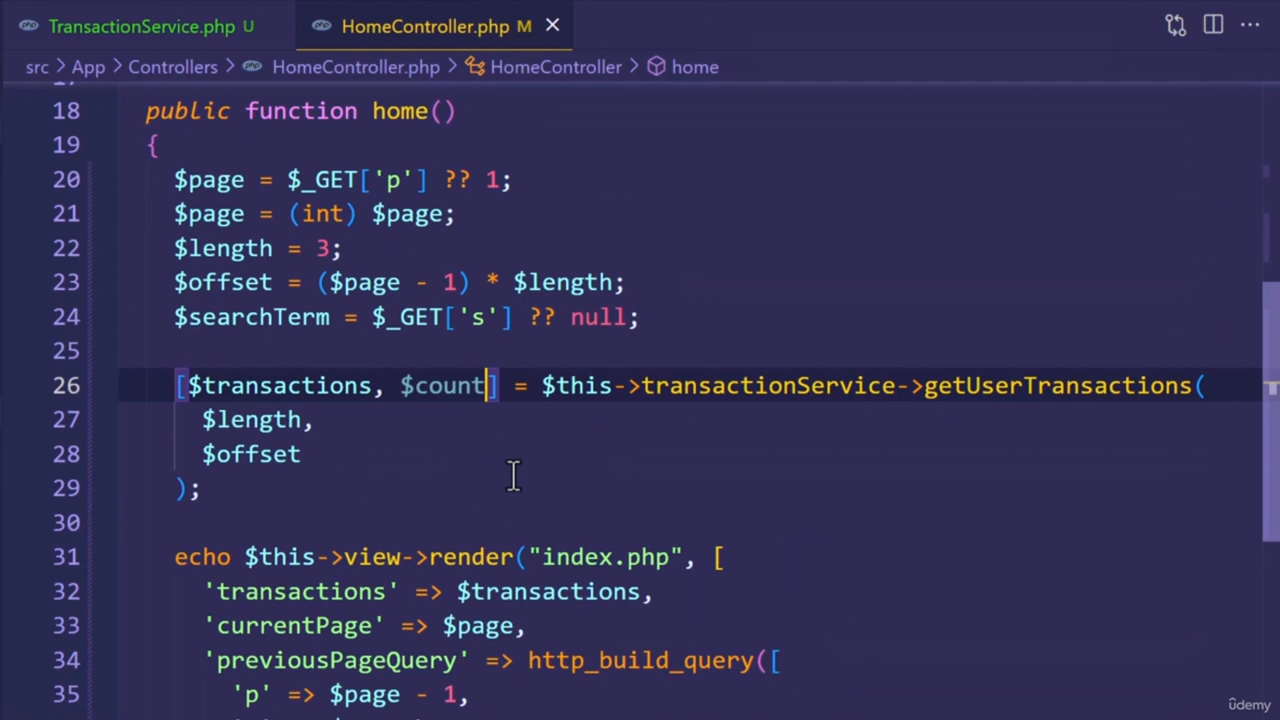 TransactionService.php U
HomeController.php M
src > App > Controllers > HomeController.php > HomeController > home
18 public function home()
19 {
20 $page = $_GET['p'] ?? 1;
21 $page = (int) $page;
22 $length = 3;
23 $offset = ($page - 1) * $length;
24 $searchTerm = $_GET['s'] ?? null;
25
26 [$transactions, $count] = $this->transactionService->getUserTransactions(
27 $length,
28 $offset
29 );
30
31 echo $this->view->render("index.php", [
32 'transactions' => $transactions,
33 'currentPage' => $page,
34 'previousPageQuery' => http_build_query([
35 'p' => $page - 1,
ûdemy